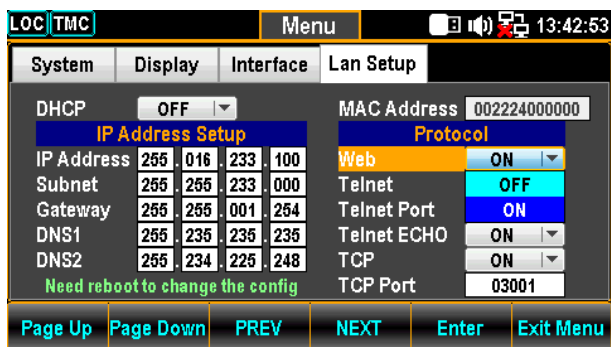 LOC TMC Menu 13:42:53
System Display Interface Lan Setup
DHCP OFF
IP Address Setup
IP Address 255 . 016 . 233 . 100
Subnet 255 . 255 . 233 . 000
Gateway 255 . 255 . 001 . 254
DNS1 255 . 235 . 235 . 235
DNS2 255 . 234 . 225 . 248
Need reboot to change the config
MAC Address 002224000000
Protocol
Web ON
Telnet OFF
Telnet Port ON
Telnet ECHO ON
TCP ON
TCP Port 03001
Page Up Page Down PREV NEXT Enter Exit Menu